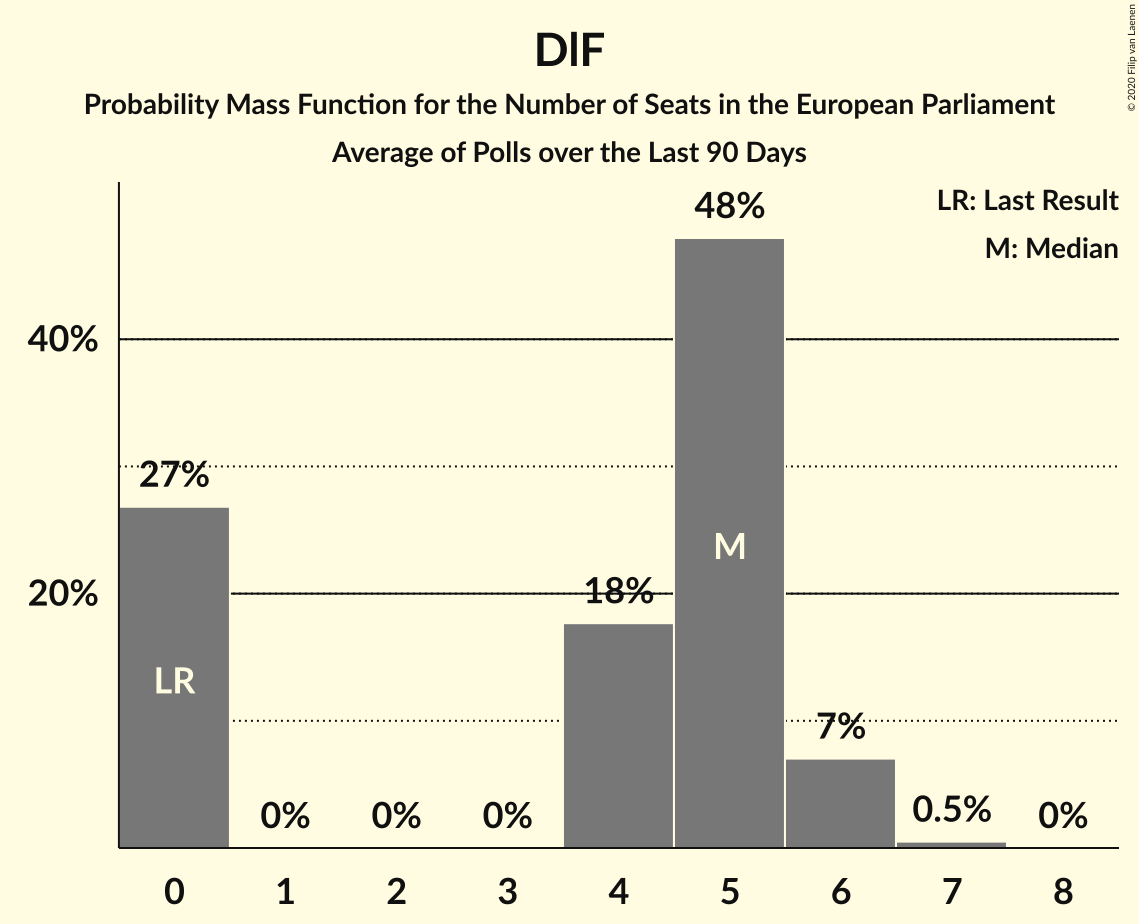 DIF
Probability Mass Function for the Number of Seats in the European Parliament
Average of Polls over the Last 90 Days
© 2020 Filip van Laenen
LR: Last Result
M: Median
48%
40%
27%
M
20%
18%
LR
7%
0% 0% 0% 0.5% 0%
0 1 2 3 4 5 6 7 8